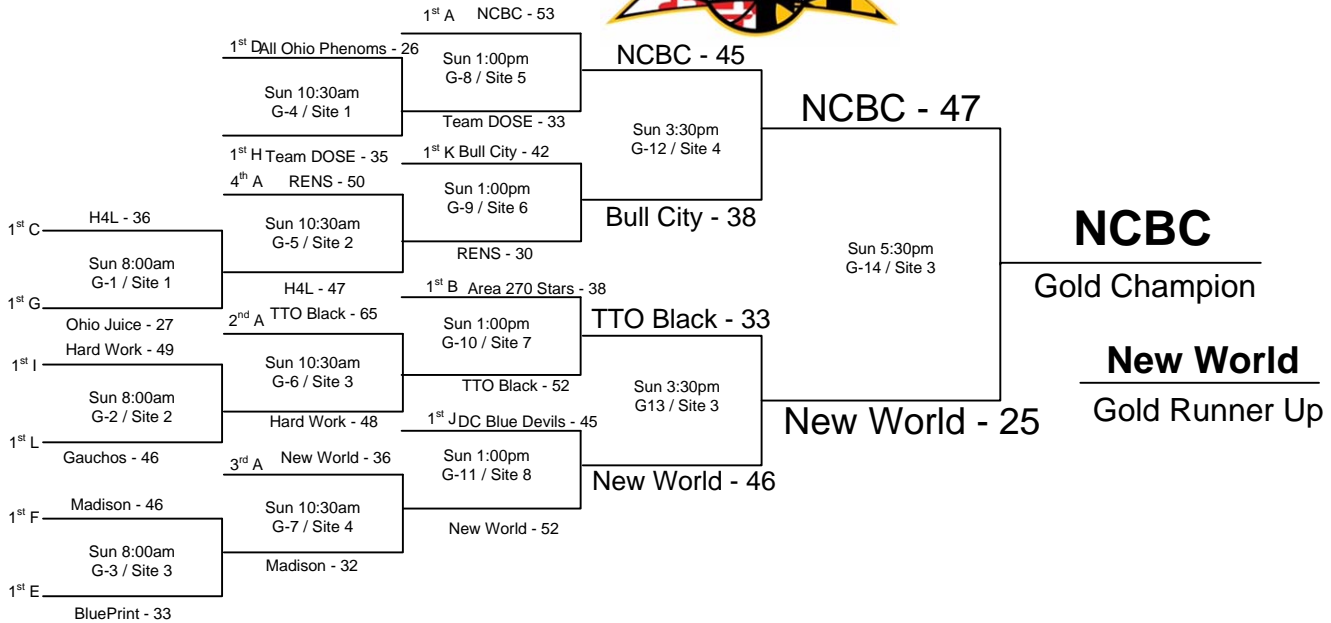 1st A NCBC - 53
1st D All Ohio Phenoms - 26
Sun 1:00pm
G-8 / Site 5
NCBC - 45
Sun 10:30am
G-4 / Site 1
NCBC - 47
Team DOSE - 33
Sun 3:30pm
G-12 / Site 4
1st H Team DOSE - 35
1st K Bull City - 42
4th A RENS - 50
Sun 1:00pm
G-9 / Site 6
H4L - 36
1st C
Sun 10:30am
G-5 / Site 2
Bull City - 38
NCBC
Sun 5:30pm
G-14 / Site 3
RENS - 30
Sun 8:00am
G-1 / Site 1
Gold Champion
H4L - 47
1st B Area 270 Stars - 38
1st G
Ohio Juice - 27
2nd A TTO Black - 65
Sun 1:00pm
G-10 / Site 7
TTO Black - 33
Hard Work - 49
1st I
Sun 10:30am
G-6 / Site 3
New World
TTO Black - 52
Sun 3:30pm
G13 / Site 3
Sun 8:00am
G-2 / Site 2
Gold Runner Up
Hard Work - 48
1st J DC Blue Devils - 45
New World - 25
1st L
Gauchos - 46
3rd A New World - 36
Sun 1:00pm
G-11 / Site 8
New World - 46
Madison - 46
1st F
Sun 10:30am
G-7 / Site 4
New World - 52
Sun 8:00am
G-3 / Site 3
Madison - 32
1st E
BluePrint - 33